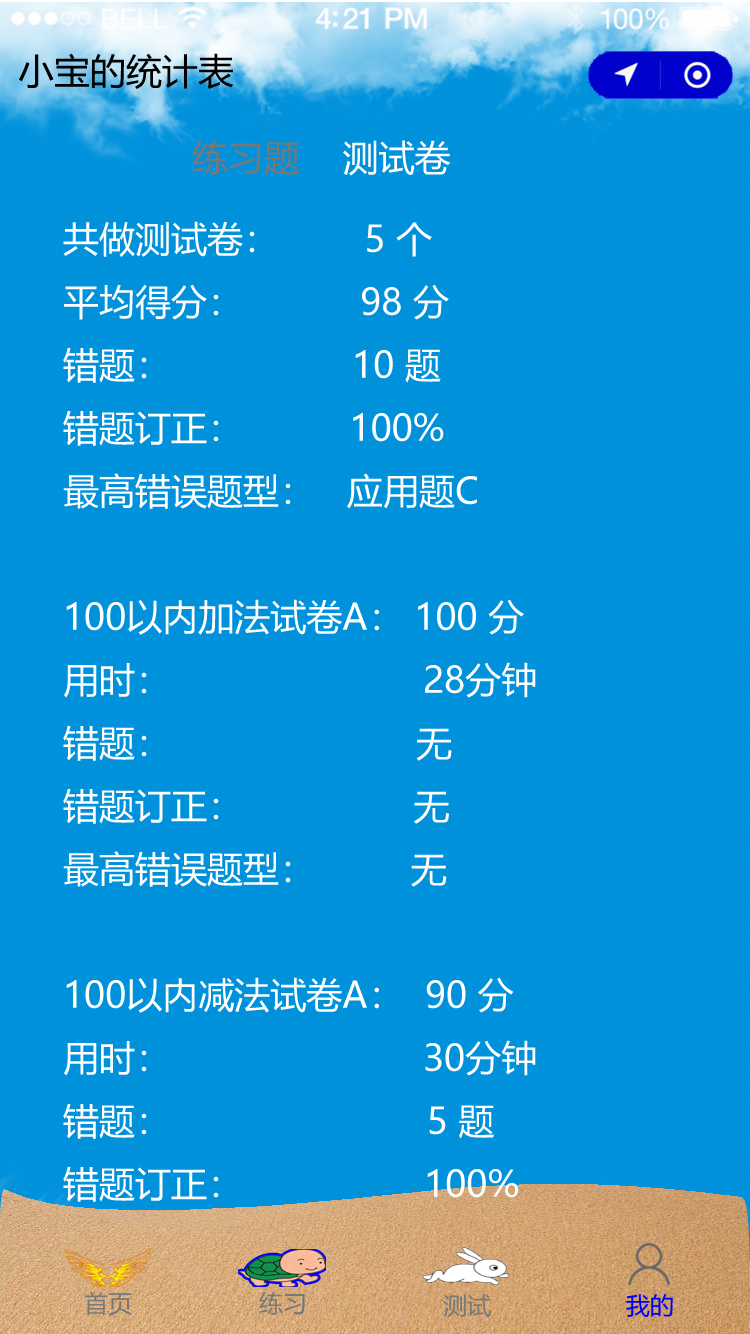 BELL 4:21 PM 100%
小宝的统计表
练习题 测试卷
共做测试卷： 5 个
平均得分： 98 分
错题： 10 题
错题订正： 100%
最高错误题型： 应用题C
100以内加法试卷A： 100 分
用时： 28分钟
错题： 无
错题订正： 无
最高错误题型： 无
100以内减法试卷A： 90 分
用时： 30分钟
错题： 5 题
错题订正： 100%
首页 练习 测试 我的